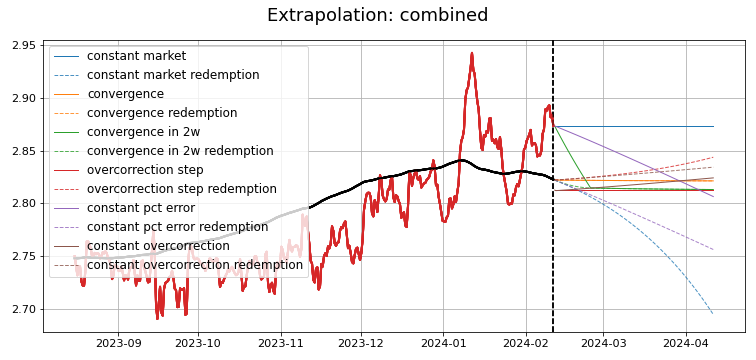 Extrapolation: combined
2.95
2.90
2.85
2.80
2.75
2.70
constant market
constant market redemption
convergence
convergence redemption
convergence in 2w
convergence in 2w redemption
overcorrection step
overcorrection step redemption
constant pct error
constant pct error redemption
constant overcorrection
constant overcorrection redemption
2023-09 2023-10 2023-11 2023-12 2024-01 2024-02 2024-03 2024-04